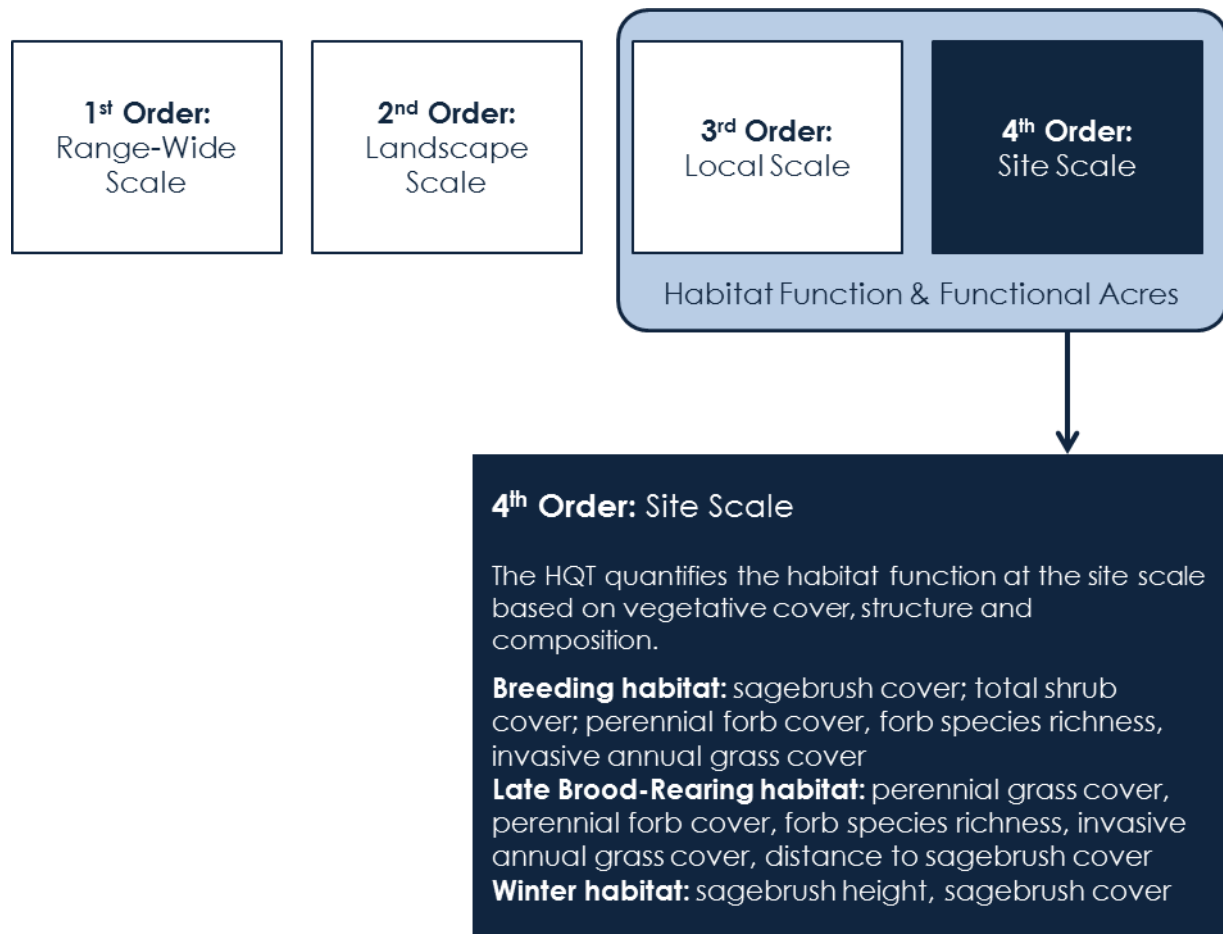 1st Order:
Range-Wide
Scale
2nd Order:
Landscape
Scale
3rd Order:
Local Scale
4th Order:
Site Scale
Habitat Function & Functional Acres
4th Order: Site Scale
The HQT quantifies the habitat function at the site scale
based on vegetative cover, structure and
composition.
Breeding habitat: sagebrush cover; total shrub
cover; perennial forb cover, forb species richness,
invasive annual grass cover
Late Brood-Rearing habitat: perennial grass cover,
perennial forb cover, forb species richness, invasive
annual grass cover, distance to sagebrush cover
Winter habitat: sagebrush height, sagebrush cover